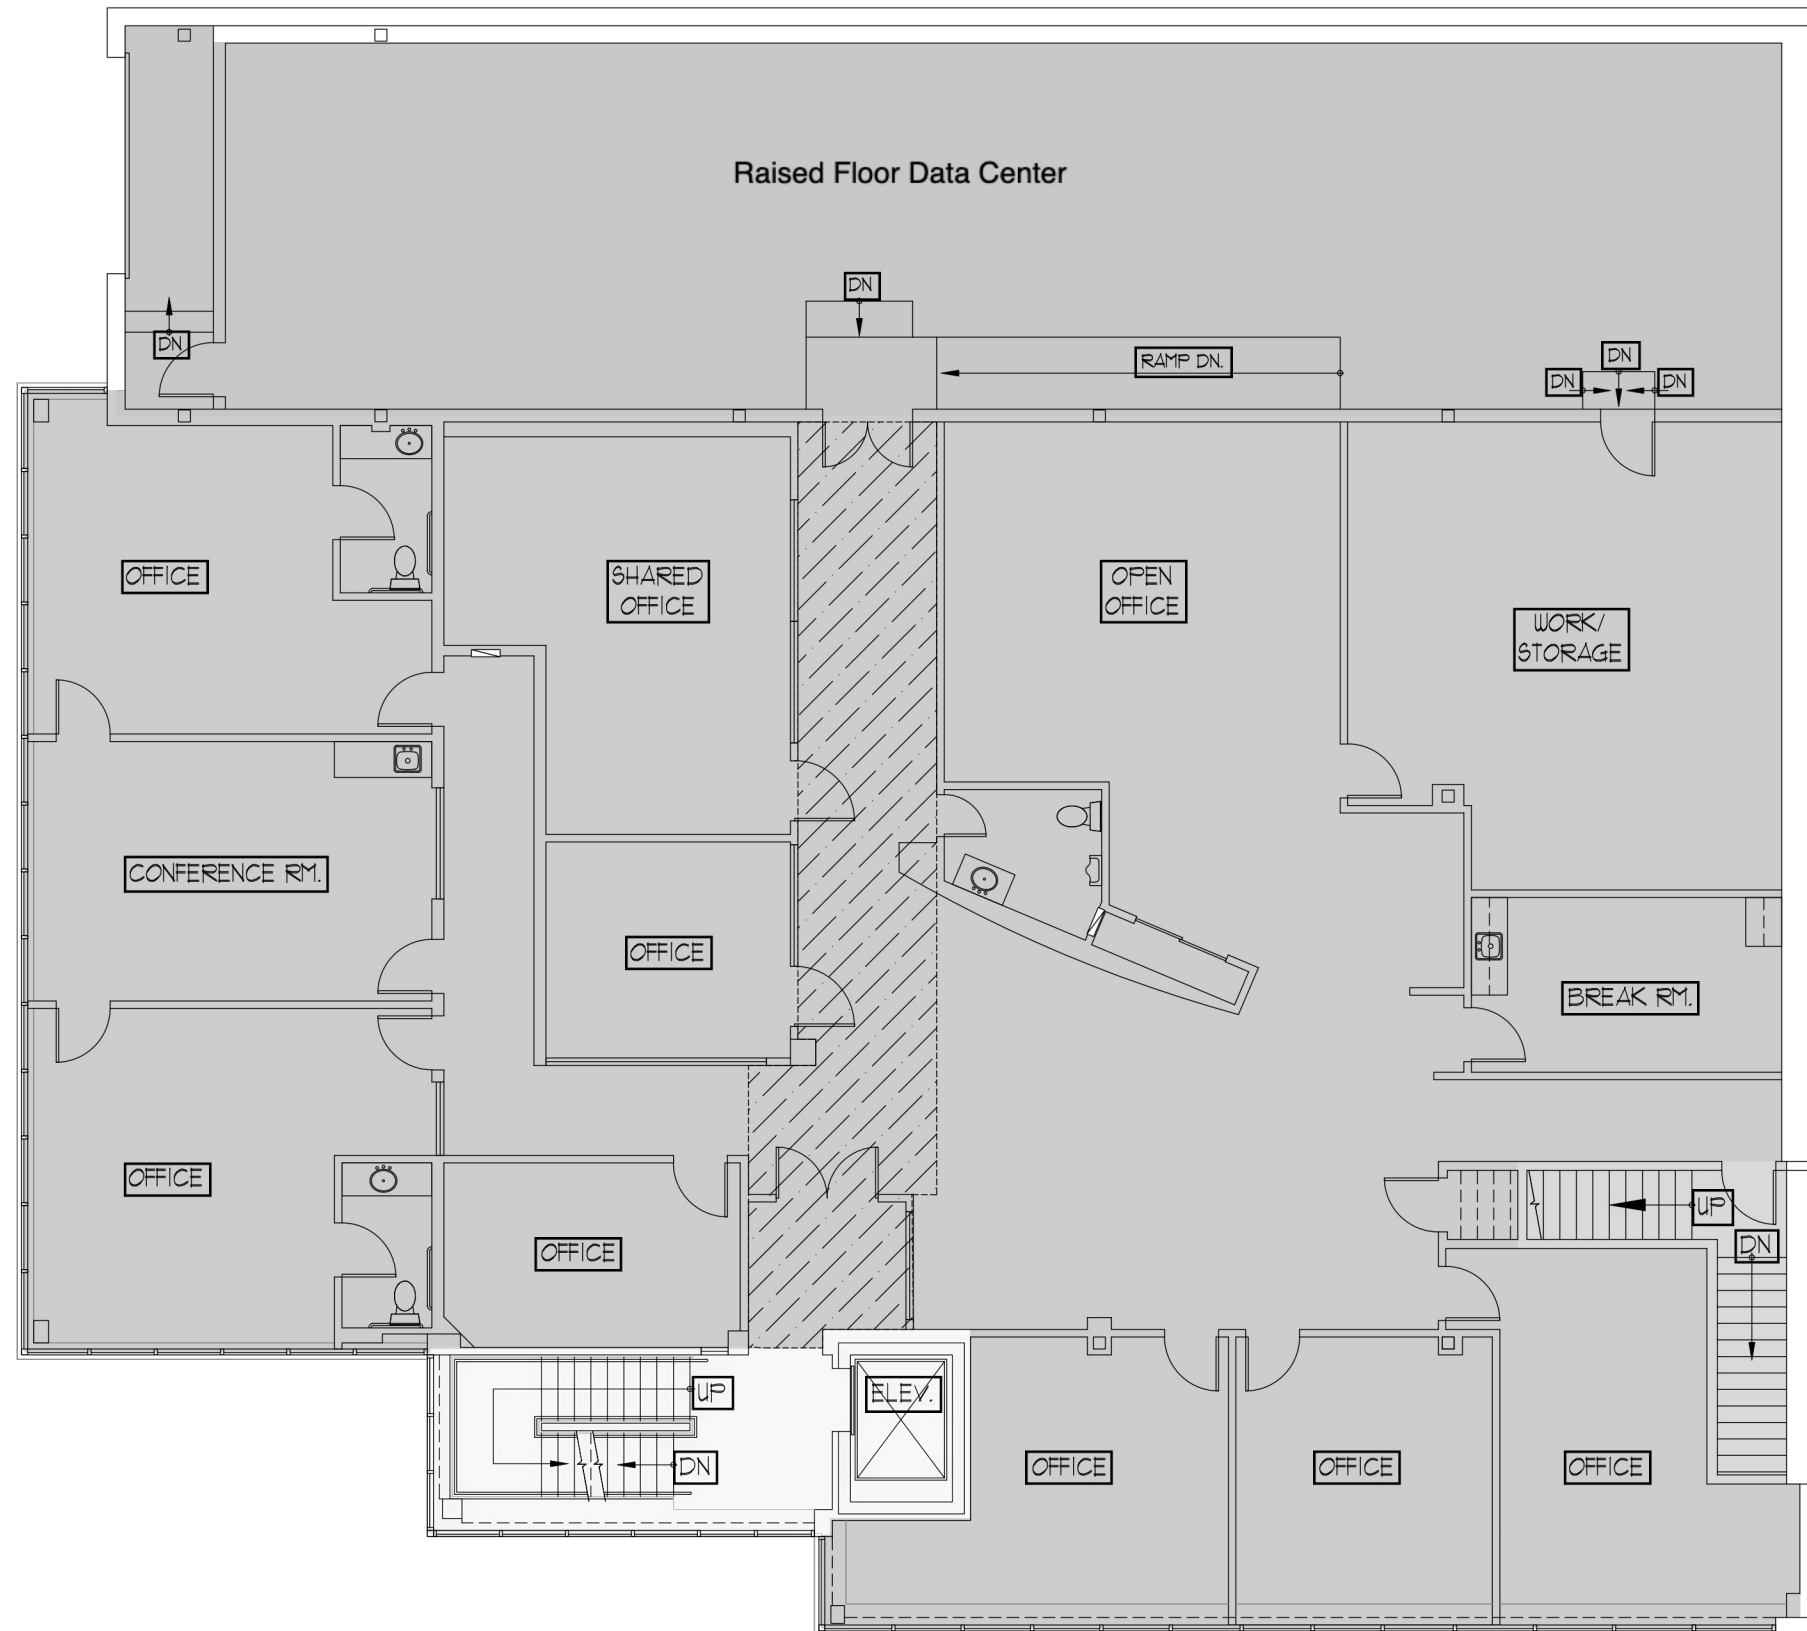 Raised Floor Data Center
DN
DN
RAMP DN.
DN
DN
DN
DN
OFFICE
SHARED
OFFICE
OPEN
OFFICE
WORK/
STORAGE
CONFERENCE RM.
OFFICE
BREAK RM.
OFFICE
OFFICE
UP
DN
UP
ELEV.
DN
OFFICE
OFFICE
OFFICE